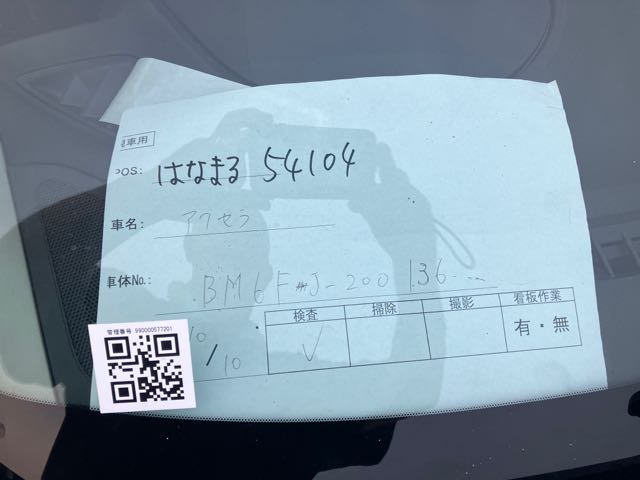 車用
POS: はなまる 54104
車名: アクセラ
車体No.: BM6FJ-200136
検査 掃除 撮影 看板作業
有・無
10/10
管理番号 990000577201